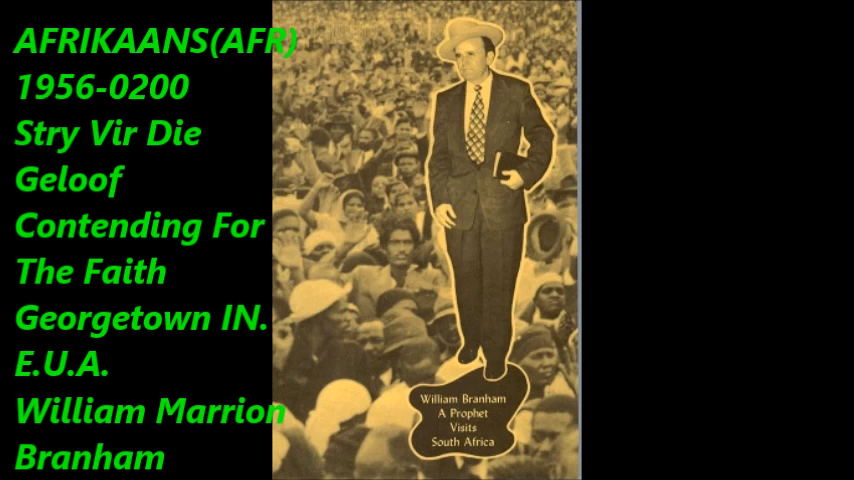 AFRIKAANS(AFR)
1956-0200
Stry Vir Die
Geloof
Contending For
The Faith
Georgetown IN.
E.U.A.
William Marrion
Branham
William Branham
A Prophet
Visits
South Africa